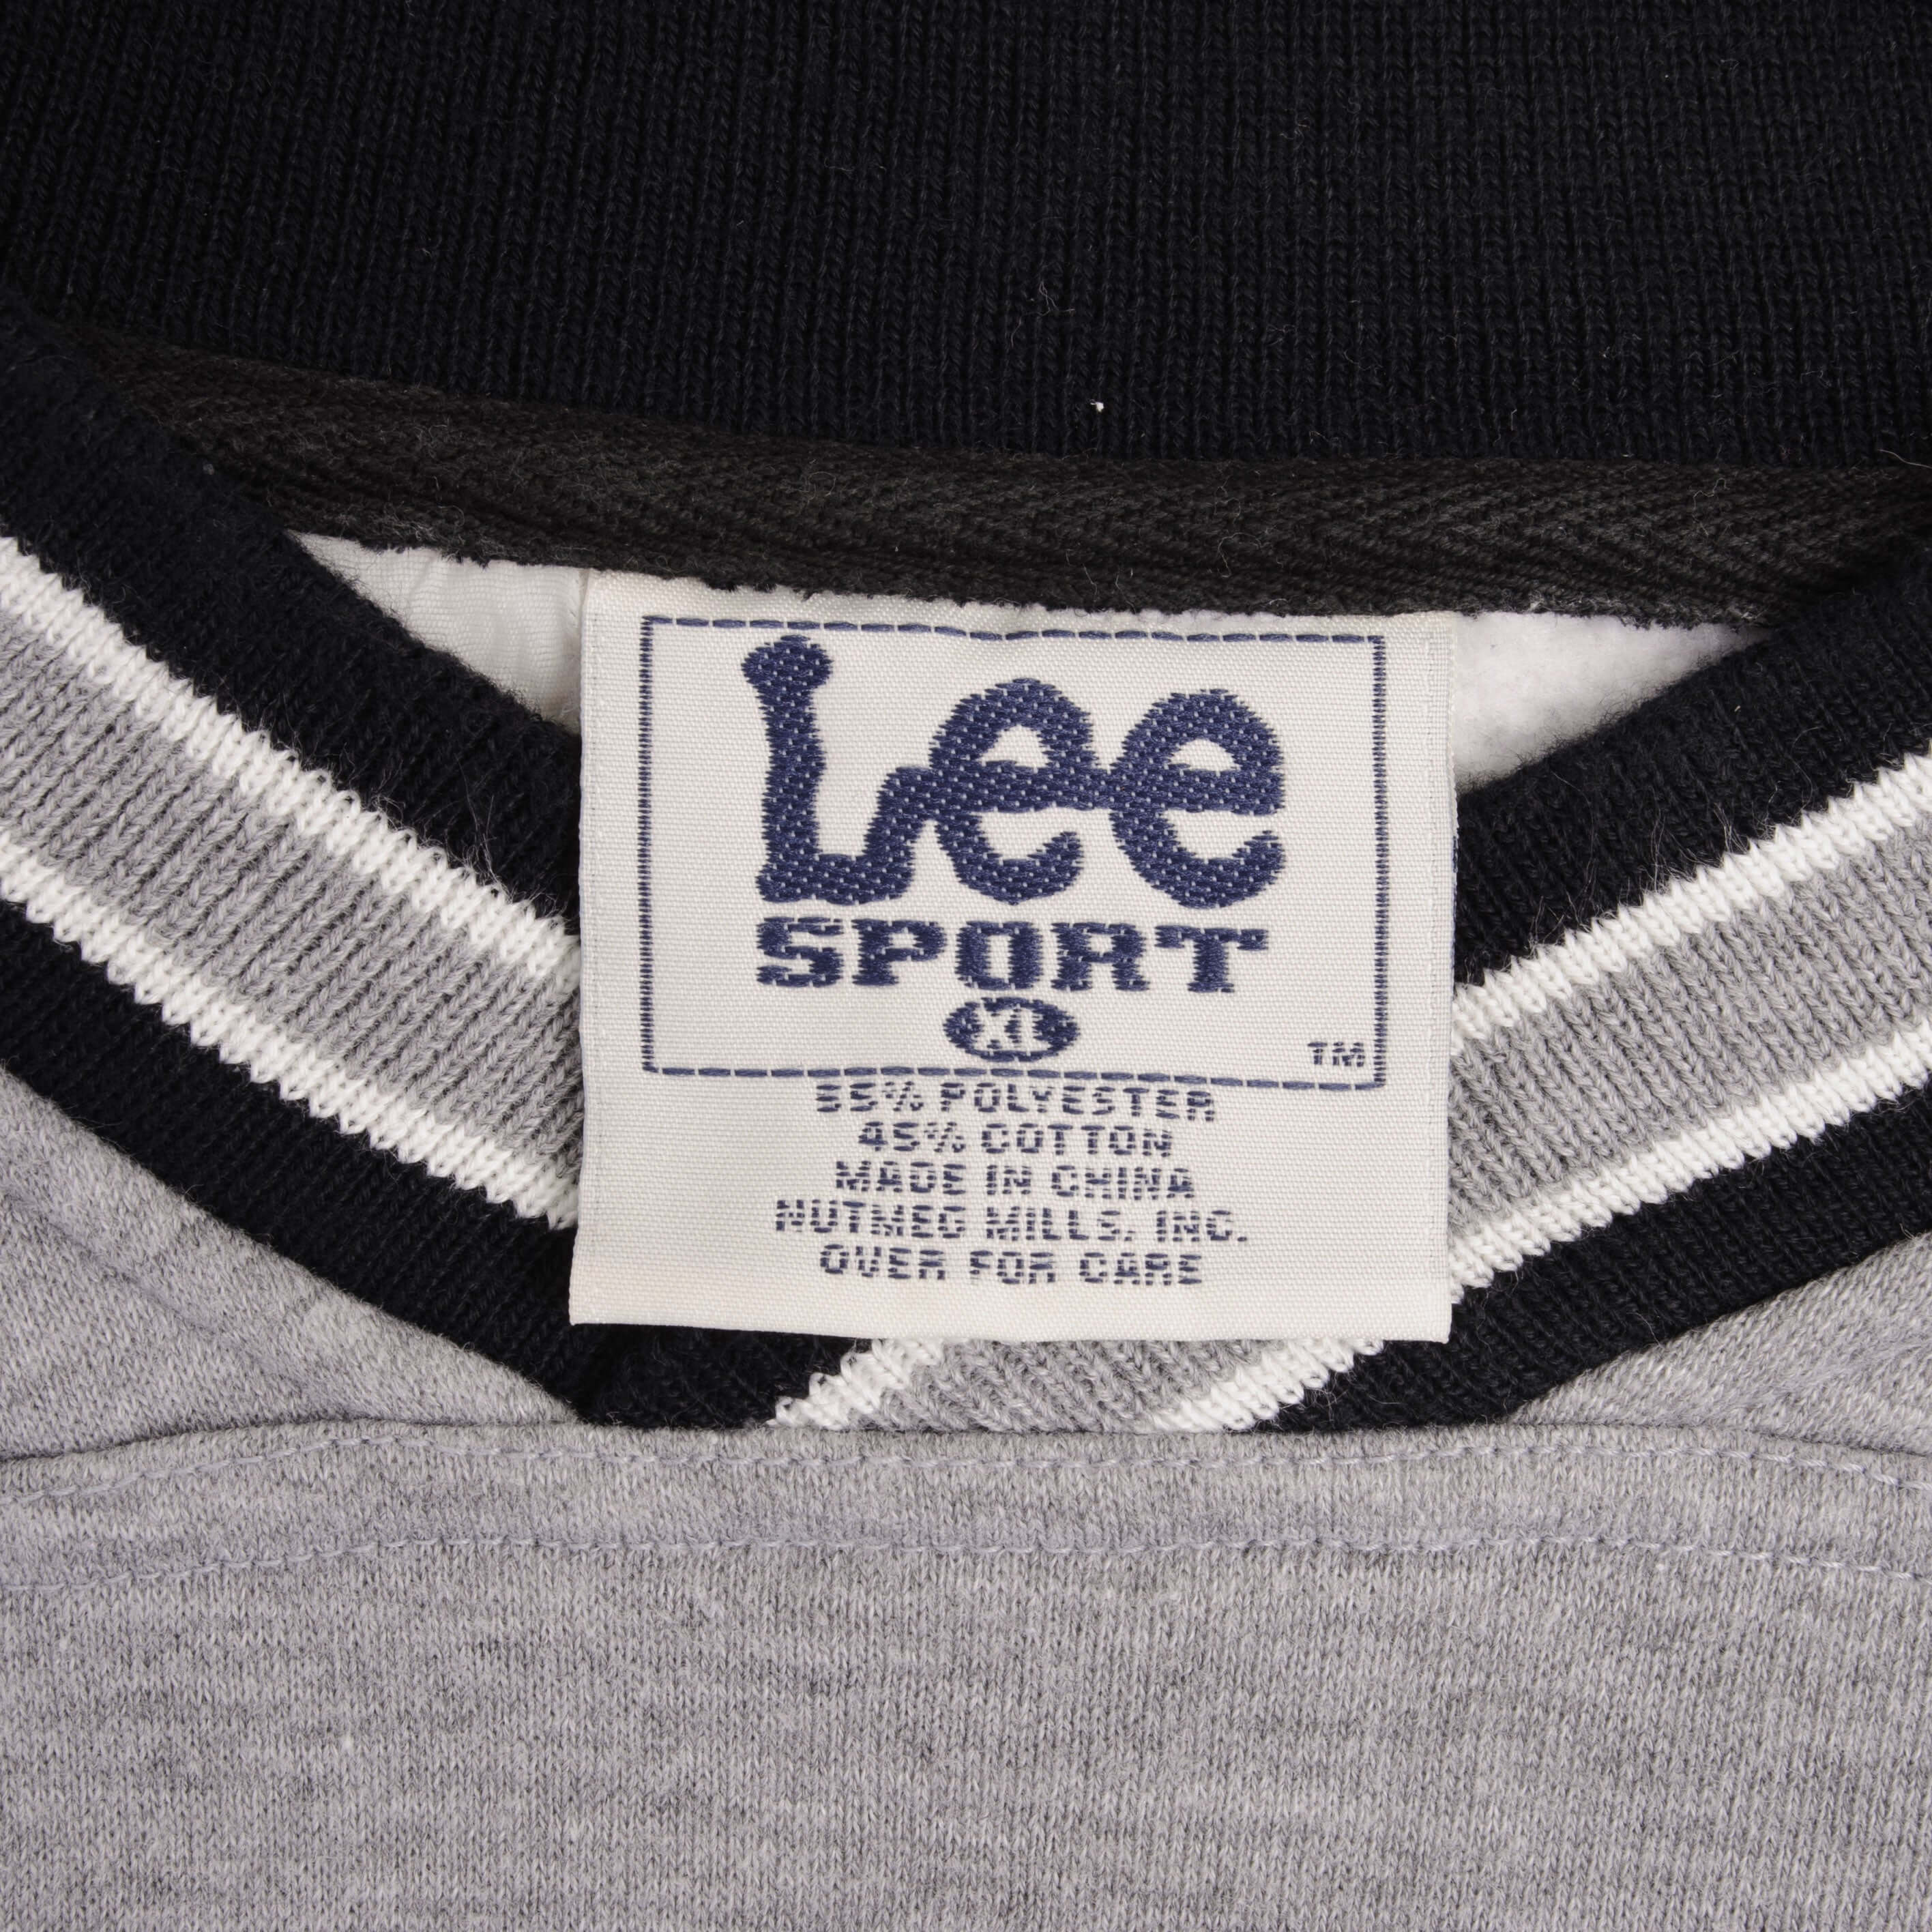 Lee
SPORT
XL
TM
55% POLYESTER
45% COTTON
MADE IN CHINA
NUTMEG MILLS, INC.
OVER FOR CARE